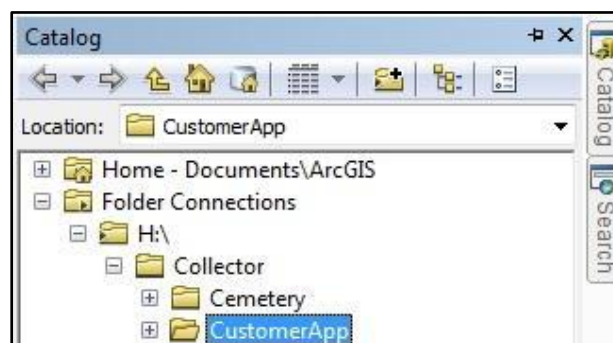 Catalog
Location: CustomerApp
Home - Documents\ArcGIS
Folder Connections
H:\
Collector
Cemetery
CustomerApp
Catalog
Search